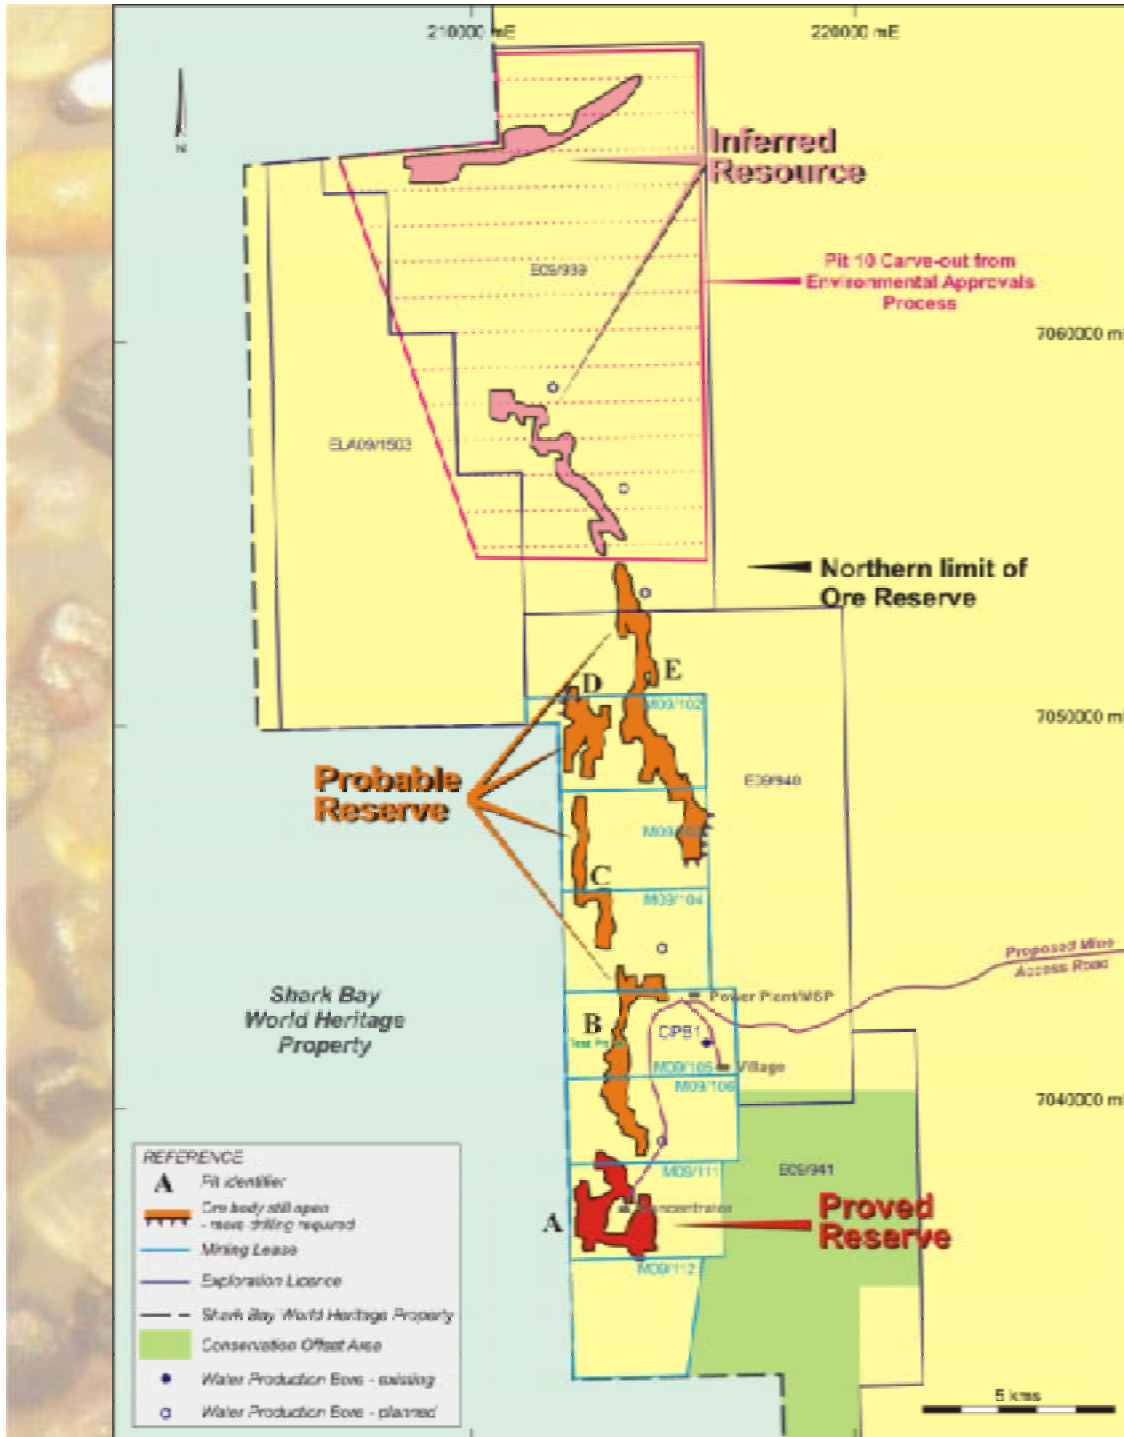 210000 mE
220000 mE
N
Inferred
Resource
E09/939
Pit 10 Carve-out from
Environmental Approvals
Process
7060000 m
ELA09/1503
Northern limit of
Ore Reserve
E
D
M09/102
7050000 m
Probable
Reserve
E09/940
M09/103
C
M09/104
Proposed Mine
Access Road
Shark Bay
World Heritage
Property
Power Plant/MSP
B
Test Pit
DPB1
M09/105
Village
M09/106
7040000 m
REFERENCE
A Pit identifier
Ore body still open
- more drilling required
Mining Lease
Exploration Licence
Shark Bay World Heritage Property
Conservation Offset Area
Water Production Bore - existing
Water Production Bore - planned
M09/111
E09/941
Concentrator
A
Proved
Reserve
M09/112
5 kms